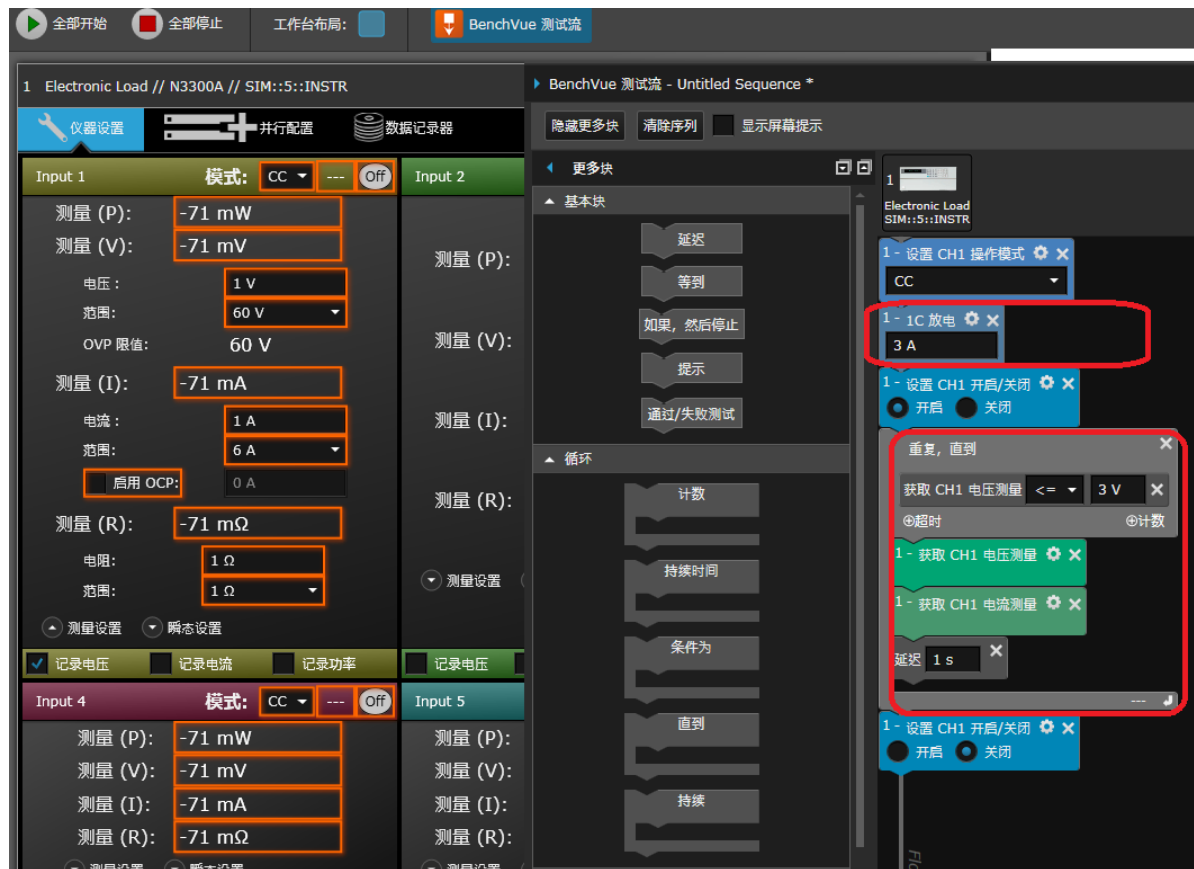 全部开始 全部停止 工作台布局: BenchVue 测试流
1 Electronic Load // N3300A // SIM::5::INSTR
仪器设置 并行配置 数据记录器
Input 1 模式: CC --- Off
测量 (P): -71 mW
测量 (V): -71 mV
电压: 1 V
范围: 60 V
OVP 限值: 60 V
测量 (I): -71 mA
电流: 1 A
范围: 6 A
启用 OCP: 0 A
测量 (R): -71 mΩ
电阻: 1 Ω
范围: 1 Ω
测量设置 瞬态设置
记录电压 记录电流 记录功率
Input 2
测量 (P):
测量 (V):
测量 (I):
测量 (R):
测量设置
记录电压
Input 4 模式: CC --- Off
测量 (P): -71 mW
测量 (V): -71 mV
测量 (I): -71 mA
测量 (R): -71 mΩ
测量设置 瞬态设置
Input 5
测量 (P):
测量 (V):
测量 (I):
测量 (R):
测量设置
BenchVue 测试流 - Untitled Sequence *
隐藏更多块 清除序列 显示屏幕提示
更多块
基本块
延迟
等到
如果，然后停止
提示
通过/失败测试
循环
计数
持续时间
条件为
直到
持续
1
Electronic Load
SIM::5::INSTR
1 - 设置 CH1 操作模式
CC
1 - 1C 放电
3 A
1 - 设置 CH1 开启/关闭
开启 关闭
重复，直到
获取 CH1 电压测量 <= 3 V
⊕超时 ⊕计数
1 - 获取 CH1 电压测量
1 - 获取 CH1 电流测量
延迟 1 s
---
1 - 设置 CH1 开启/关闭
开启 关闭